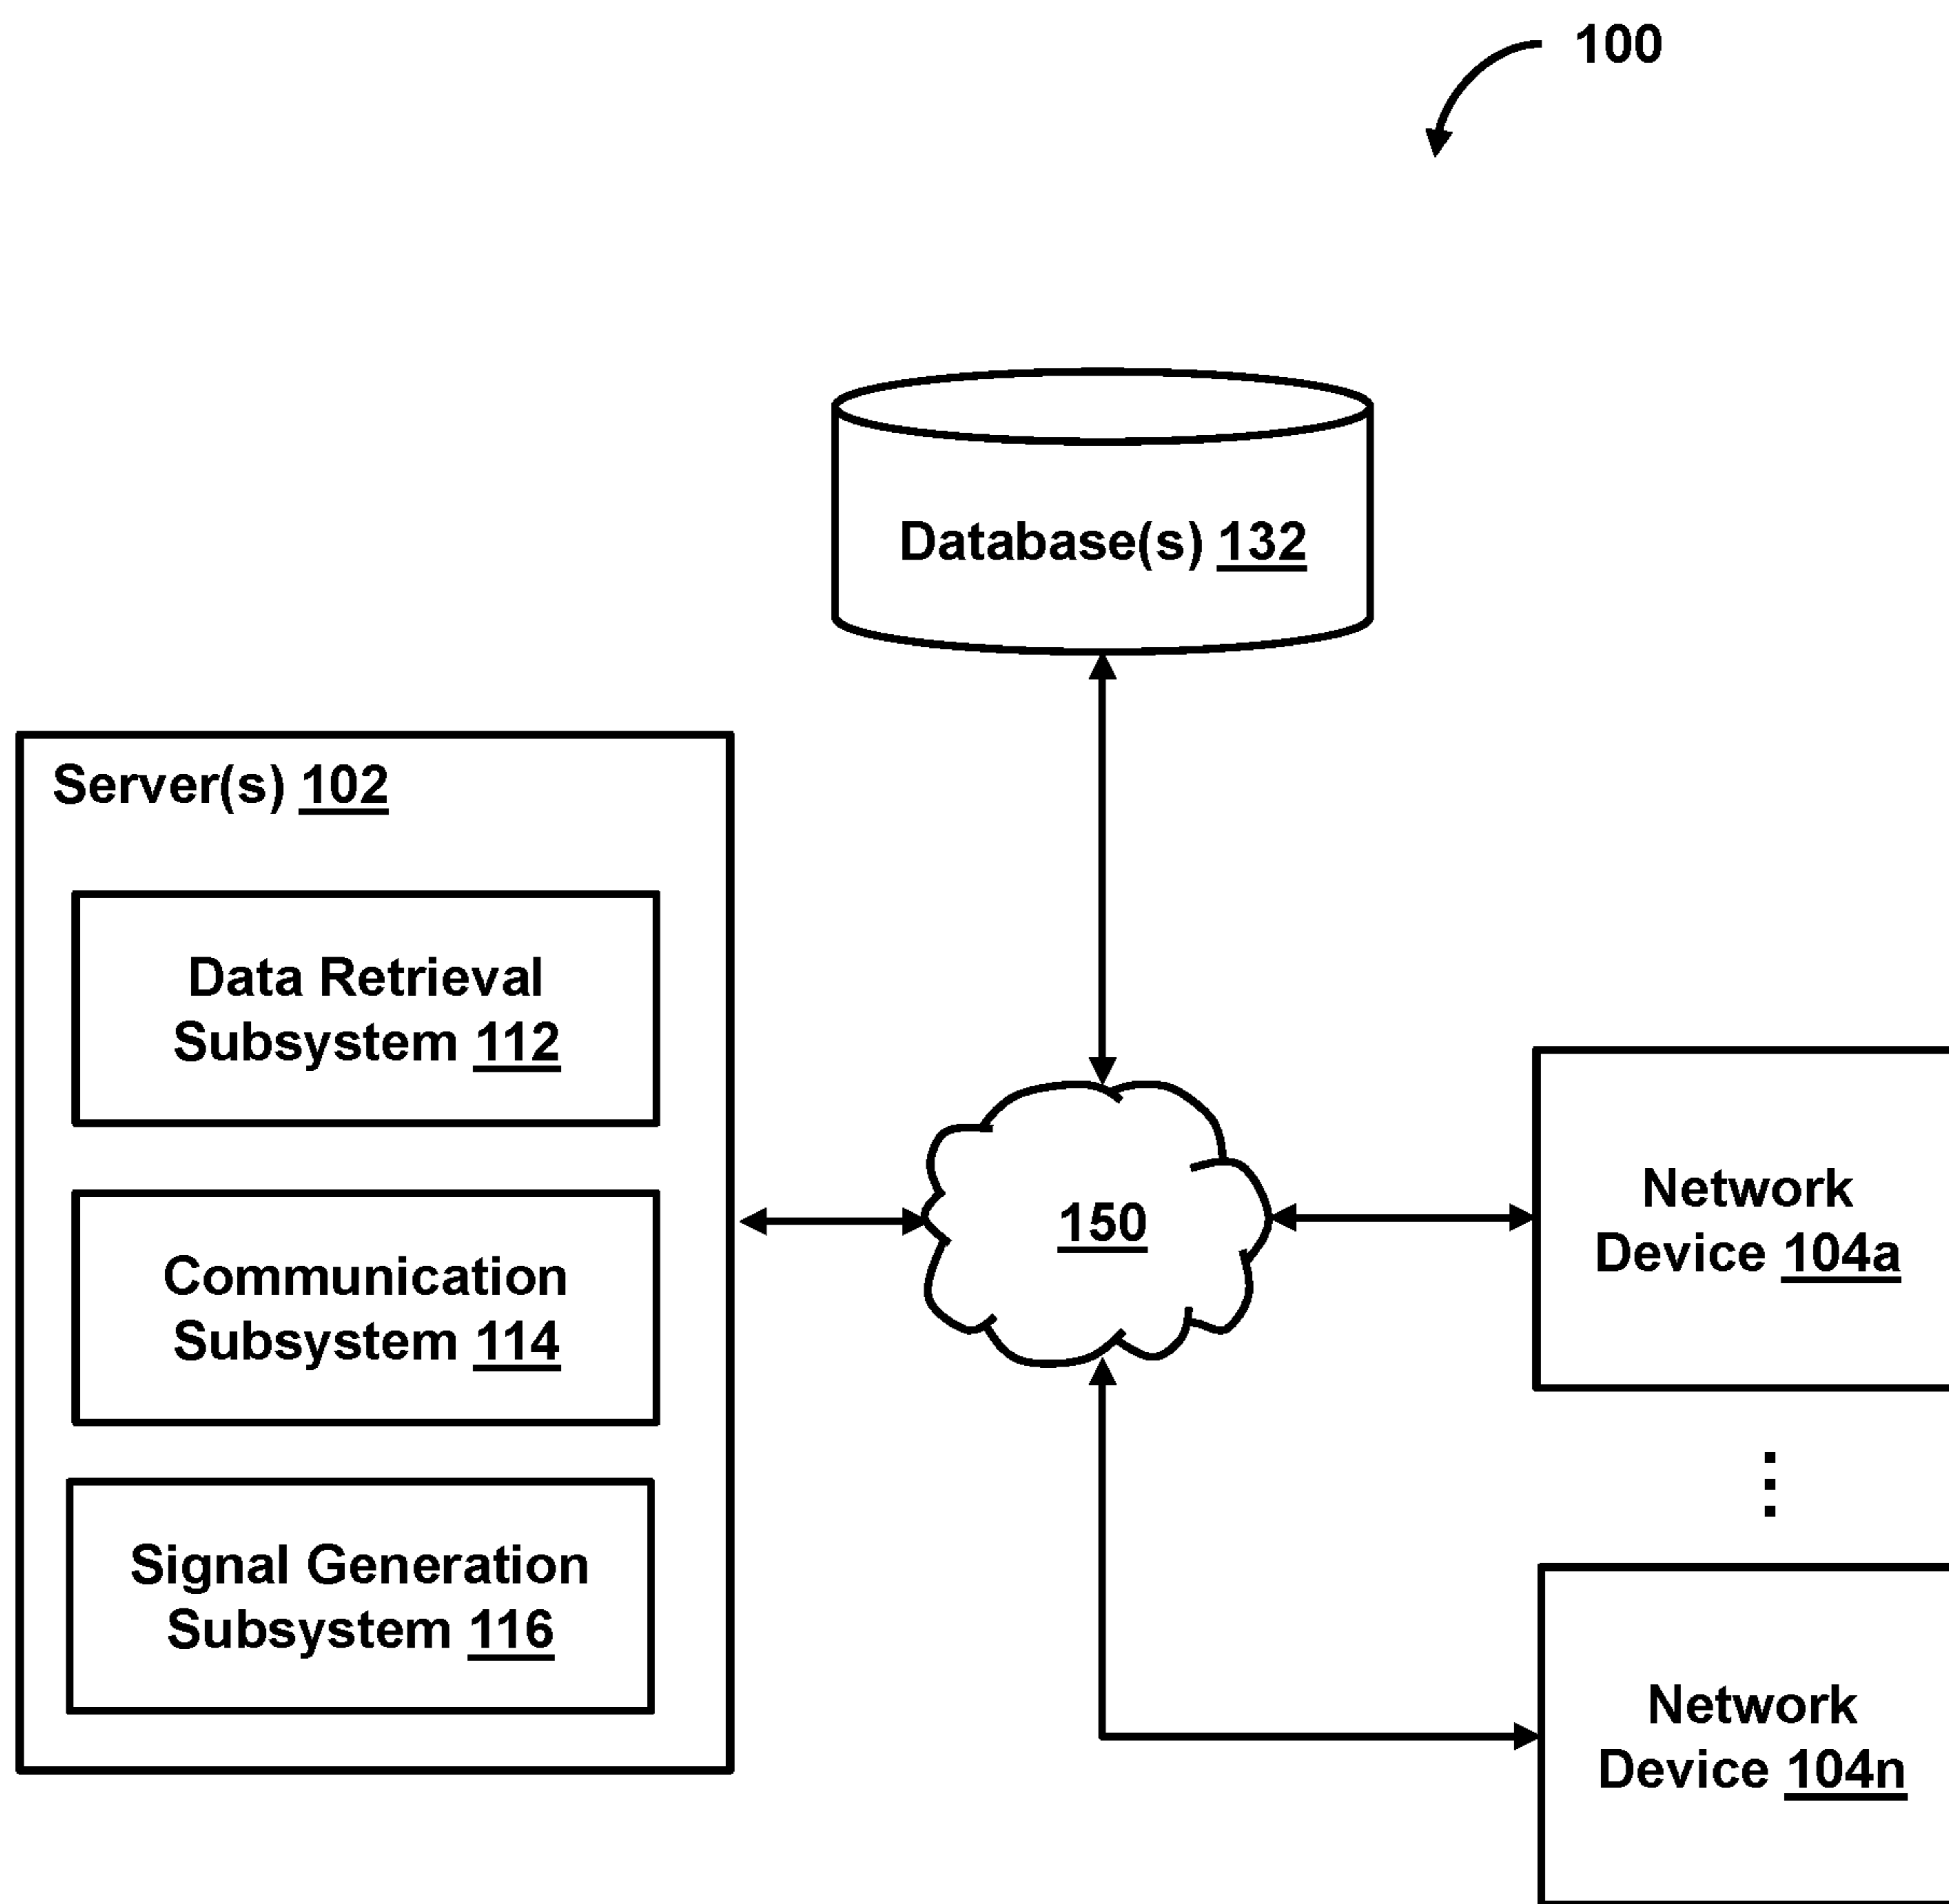 100
Database(s) 132
Server(s) 102
Data Retrieval
Subsystem 112
Communication
Subsystem 114
Signal Generation
Subsystem 116
150
Network
Device 104a
Network
Device 104n